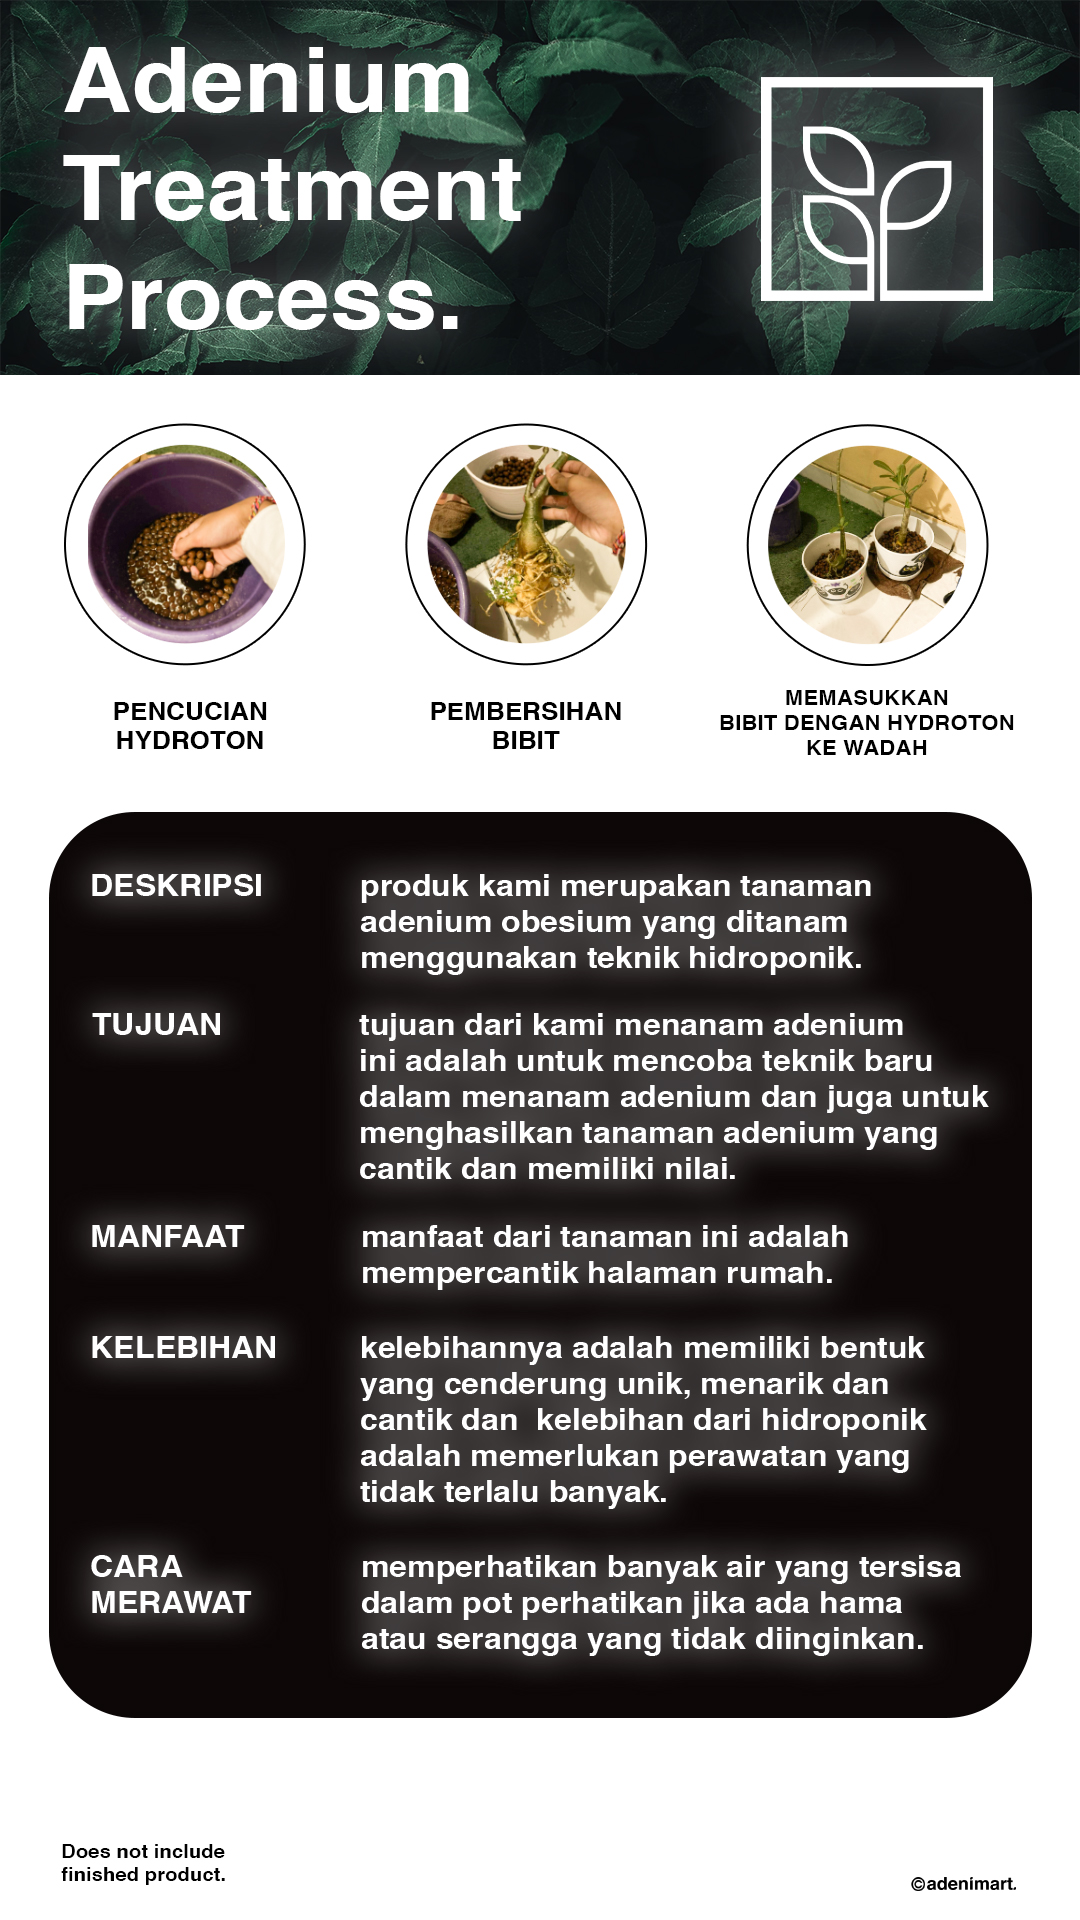 Adenium
Treatment
Process.
PENCUCIAN
HYDROTON
PEMBERSIHAN
BIBIT
MEMASUKKAN
BIBIT DENGAN HYDROTON
KE WADAH
DESKRIPSI
produk kami merupakan tanaman
adenium obesium yang ditanam
menggunakan teknik hidroponik.
TUJUAN
tujuan dari kami menanam adenium
ini adalah untuk mencoba teknik baru
dalam menanam adenium dan juga untuk
menghasilkan tanaman adenium yang
cantik dan memiliki nilai.
MANFAAT
manfaat dari tanaman ini adalah
mempercantik halaman rumah.
KELEBIHAN
kelebihannya adalah memiliki bentuk
yang cenderung unik, menarik dan
cantik dan  kelebihan dari hidroponik
adalah memerlukan perawatan yang
tidak terlalu banyak.
CARA
MERAWAT
memperhatikan banyak air yang tersisa
dalam pot perhatikan jika ada hama
atau serangga yang tidak diinginkan.
Does not include
finished product.
©adenimart.